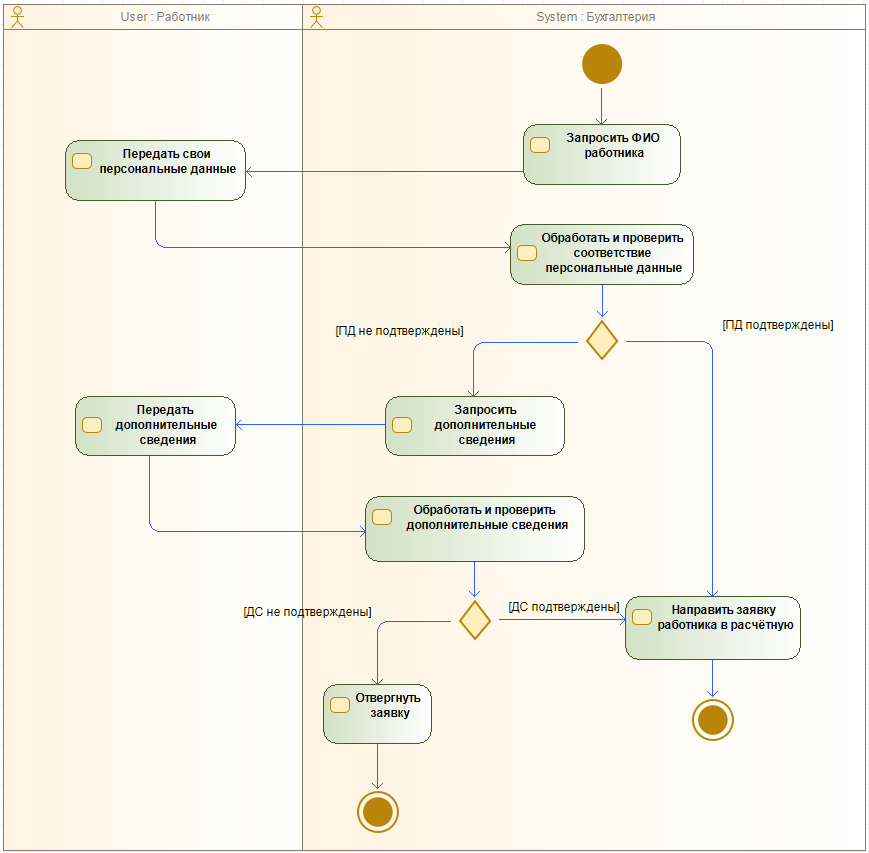 User : Работник
System : Бухгалтерия
Запросить ФИО
работника
Передать свои
персональные данные
Обработать и проверить
соответствие
персональные данные
[ПД не подтверждены]
[ПД подтверждены]
Передать
дополнительные
сведения
Запросить
дополнительные
сведения
Обработать и проверить
дополнительные сведения
[ДС не подтверждены]
[ДС подтверждены]
Направить заявку
работника в расчётную
Отвергнуть
заявку